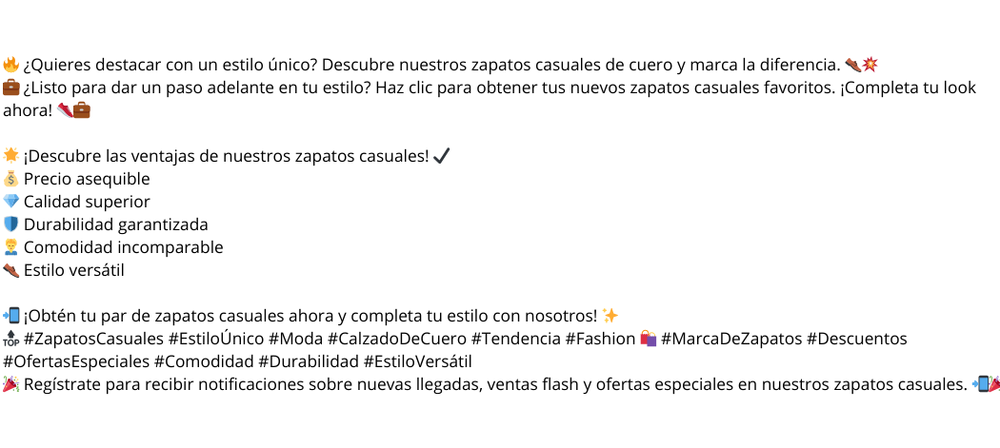 🔥 ¿Quieres destacar con un estilo único? Descubre nuestros zapatos casuales de cuero y marca la diferencia. 👞💥
💼 ¿Listo para dar un paso adelante en tu estilo? Haz clic para obtener tus nuevos zapatos casuales favoritos. ¡Completa tu look
ahora! 👟💼
🌟 ¡Descubre las ventajas de nuestros zapatos casuales! ✔️
💰 Precio asequible
💎 Calidad superior
🛡️ Durabilidad garantizada
💆‍♂️ Comodidad incomparable
👞 Estilo versátil
📲 ¡Obtén tu par de zapatos casuales ahora y completa tu estilo con nosotros! ✨
🔝 #ZapatosCasuales #EstiloÚnico #Moda #CalzadoDeCuero #Tendencia #Fashion 🛍️ #MarcaDeZapatos #Descuentos
#OfertasEspeciales #Comodidad #Durabilidad #EstiloVersátil
🎉 Regístrate para recibir notificaciones sobre nuevas llegadas, ventas flash y ofertas especiales en nuestros zapatos casuales. 📲🎉